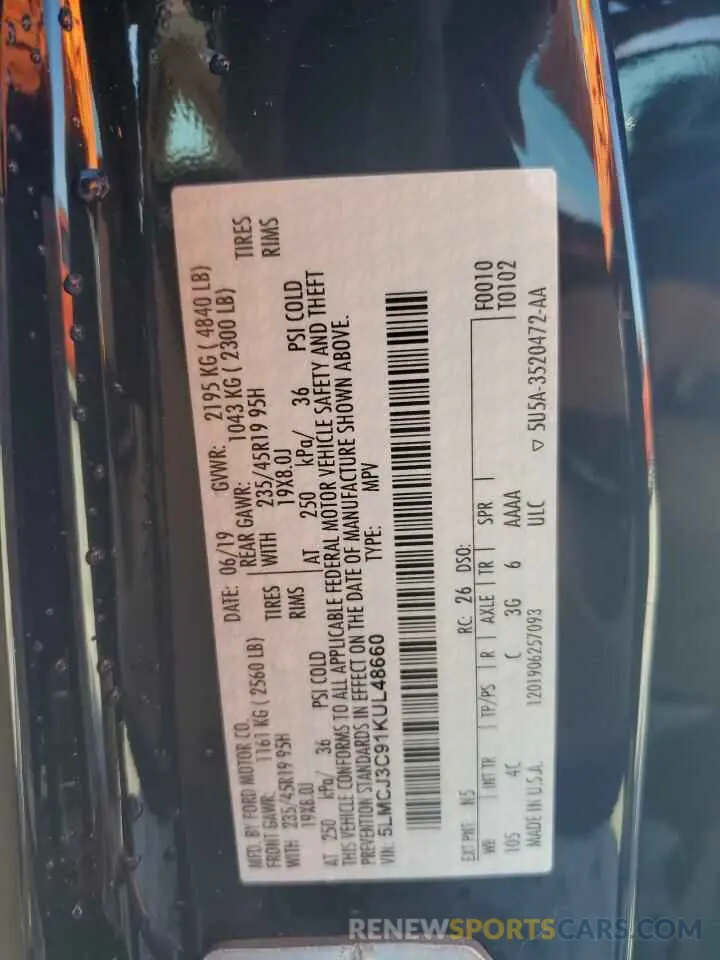 MFD. BY FORD MOTOR CO. DATE: 06/19 GVWR: 2195 KG ( 4840 LB)
FRONT GAWR: 1161 KG ( 2560 LB) REAR GAWR: 1043 KG ( 2300 LB)
WITH 235/45R19 95H TIRES WITH 235/45R19 95H TIRES
19X8.0J RIMS 19X8.0J RIMS
AT 250 kPa/ 36 PSI COLD AT 250 kPa/ 36 PSI COLD
THIS VEHICLE CONFORMS TO ALL APPLICABLE FEDERAL MOTOR VEHICLE SAFETY AND THEFT
PREVENTION STANDARDS IN EFFECT ON THE DATE OF MANUFACTURE SHOWN ABOVE.
VIN: 5LMCJ3C91KUL48660 TYPE: MPV
EXT PNT N5 RC: 26 DSO: F0010
WB INT TR TP/PS R AXLE TR SPR T0102
105 4C C 3G 6 AAAA
MADE IN U.S.A. 1201906257093 ULC ▽ 5U5A-3520472-AA
RENEWSPORTSCARS.COM